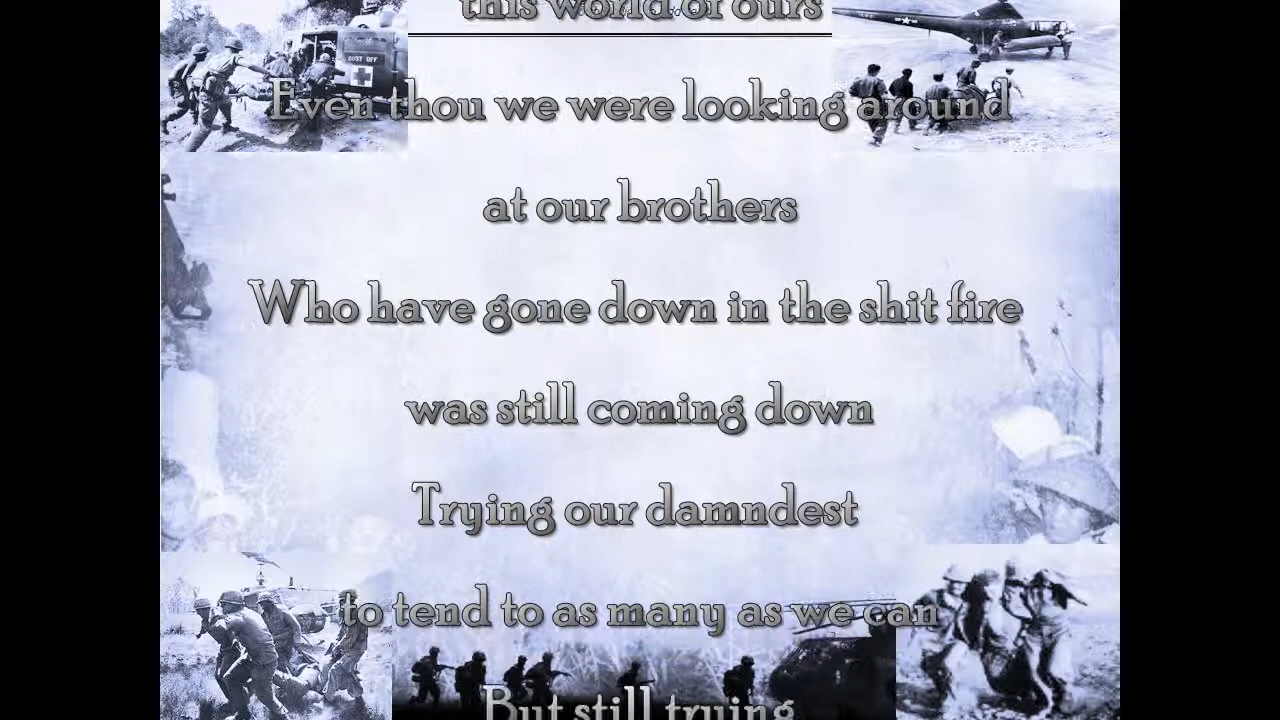 this world of ours
DUST OFF
Even thou we were looking around
at our brothers
Who have gone down in the shit fire
was still coming down
Trying our damndest
to tend to as many as we can
But still trying